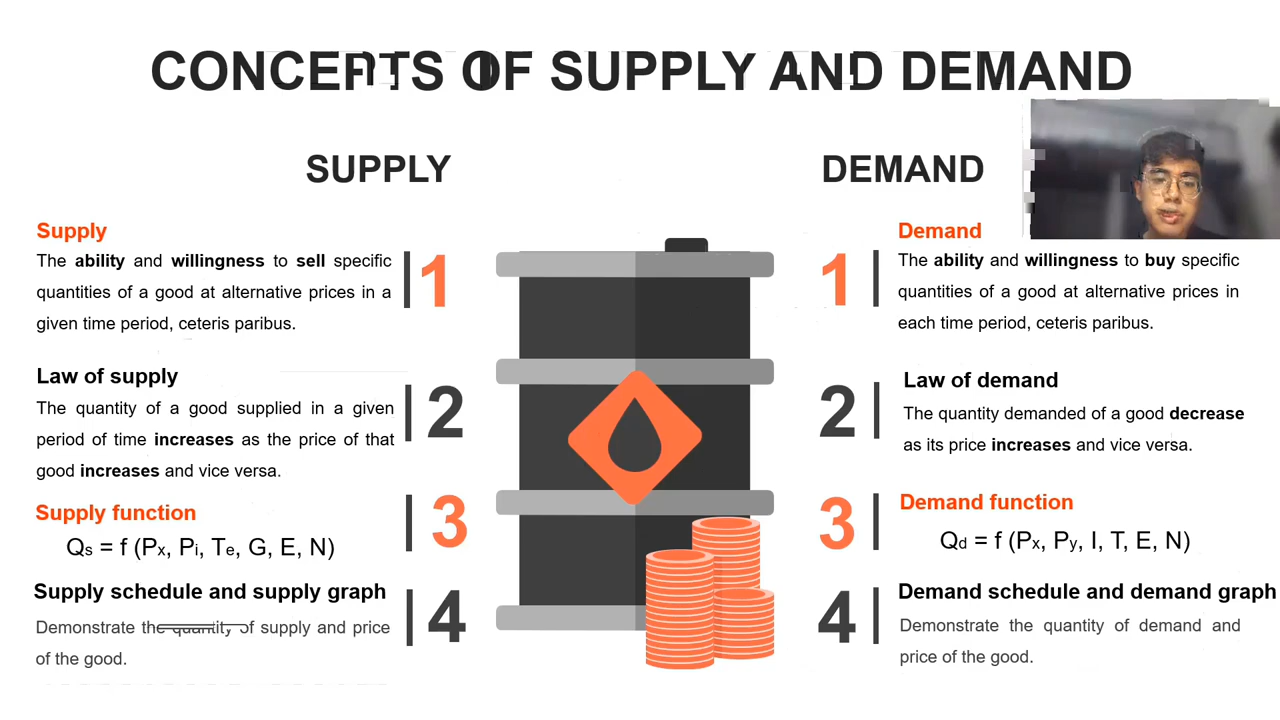 CONCEPTS OF SUPPLY AND DEMAND
SUPPLY
Supply
The ability and willingness to sell specific
quantities of a good at alternative prices in a
given time period, ceteris paribus.
1
Law of supply
The quantity of a good supplied in a given
period of time increases as the price of that
good increases and vice versa.
2
Supply function
Qs = f (Px, Pi, Te, G, E, N)
3
Supply schedule and supply graph
Demonstrate the quantity of supply and price
of the good.
4
DEMAND
Demand
1
The ability and willingness to buy specific
quantities of a good at alternative prices in
each time period, ceteris paribus.
Law of demand
2
The quantity demanded of a good decrease
as its price increases and vice versa.
Demand function
3
Qd = f (Px, Py, I, T, E, N)
Demand schedule and demand graph
4
Demonstrate the quantity of demand and
price of the good.